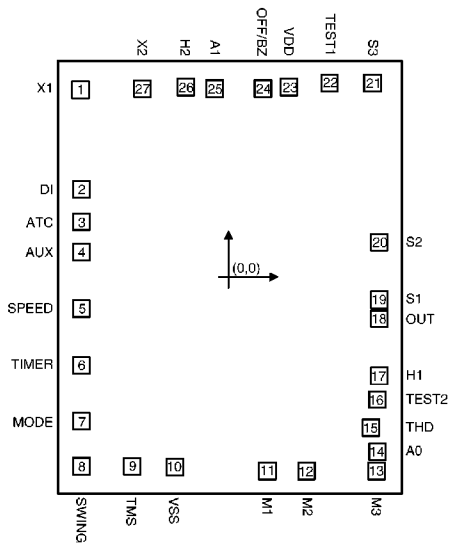 X2 H2 A1 OFF/BZ VDD TEST1 S3
X1 1 27 26 25 24 23 22 21
DI 2
ATC 3
AUX 4
20 S2
(0,0)
SPEED 5
19 S1
18 OUT
TIMER 6
17 H1
16 TEST2
MODE 7
15 THD
14 A0
8 9 10 11 12 13
SWING TMS VSS M1 M2 M3